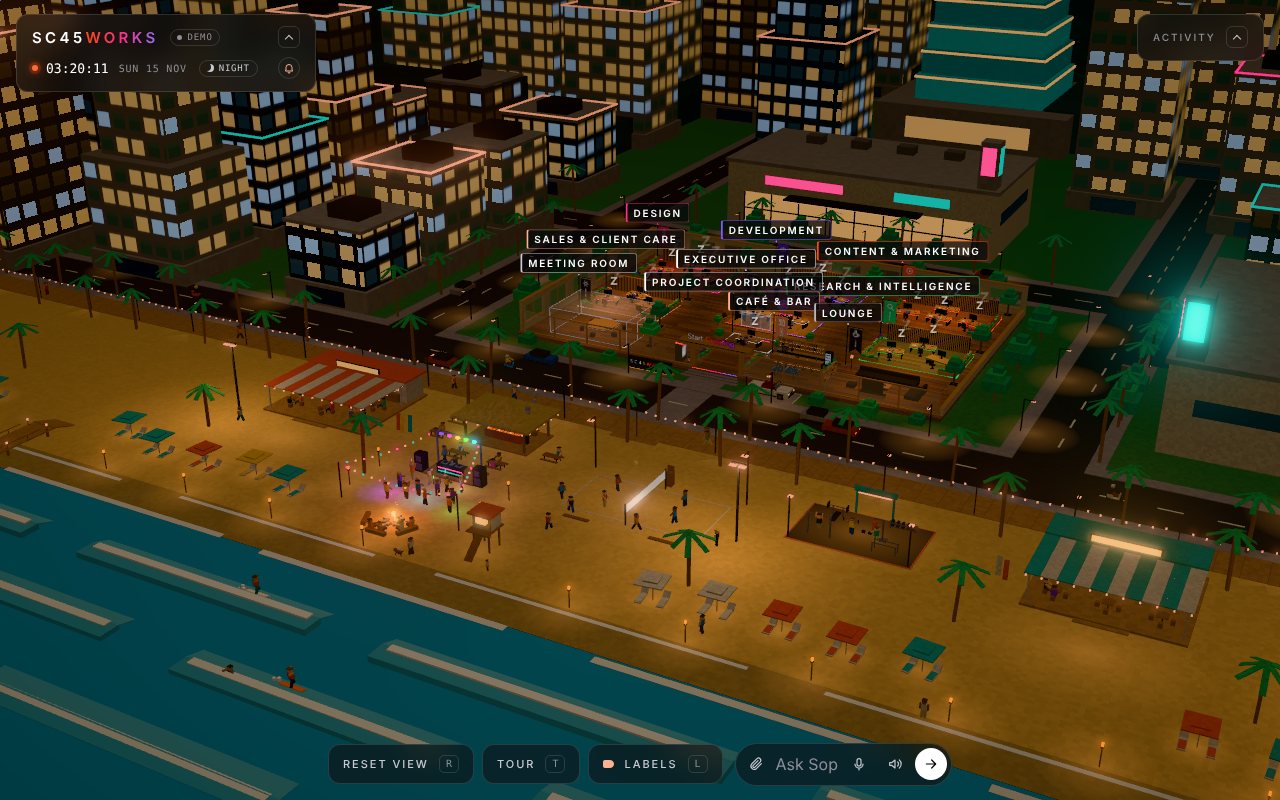 SC45WORKS
DEMO
03:20:11 SUN 15 NOV
NIGHT
ACTIVITY
DESIGN
DEVELOPMENT
SALES & CLIENT CARE
CONTENT & MARKETING
MEETING ROOM
EXECUTIVE OFFICE
PROJECT COORDINATION
ARCH & INTELLIGENCE
CAFÉ & BAR
LOUNGE
Z
Z
Z
Z
Z
Z
Start
RESET VIEW R
TOUR T
LABELS L
Ask Sop